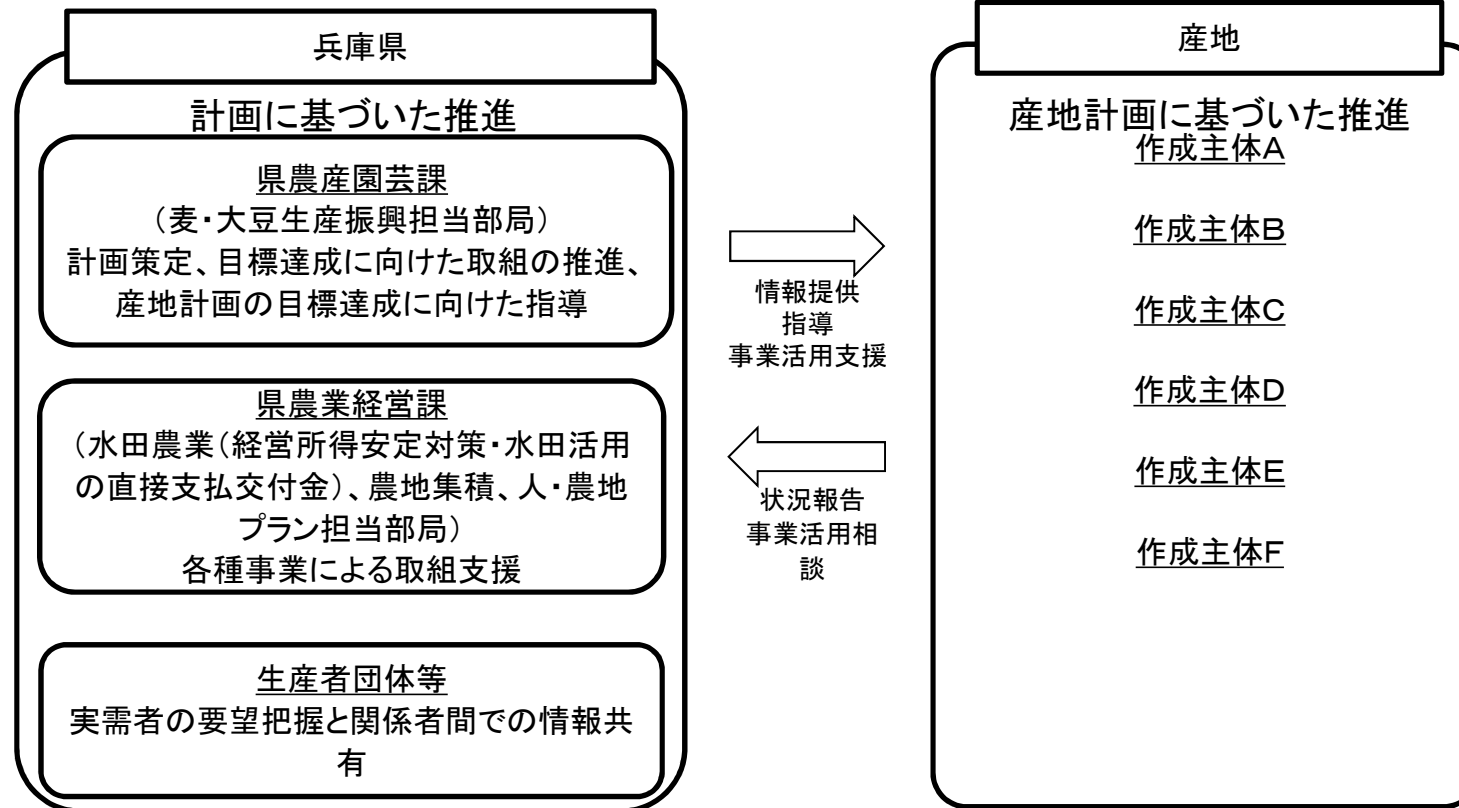 兵庫県
計画に基づいた推進
県農産園芸課
（麦・大豆生産振興担当部局）
計画策定、目標達成に向けた取組の推進、
産地計画の目標達成に向けた指導
県農業経営課
（水田農業（経営所得安定対策・水田活用
の直接支払交付金）、農地集積、人・農地
プラン担当部局）
各種事業による取組支援
生産者団体等
実需者の要望把握と関係者間での情報共
有
情報提供
指導
事業活用支援
状況報告
事業活用相
談
産地
産地計画に基づいた推進
作成主体A
作成主体B
作成主体C
作成主体D
作成主体E
作成主体F